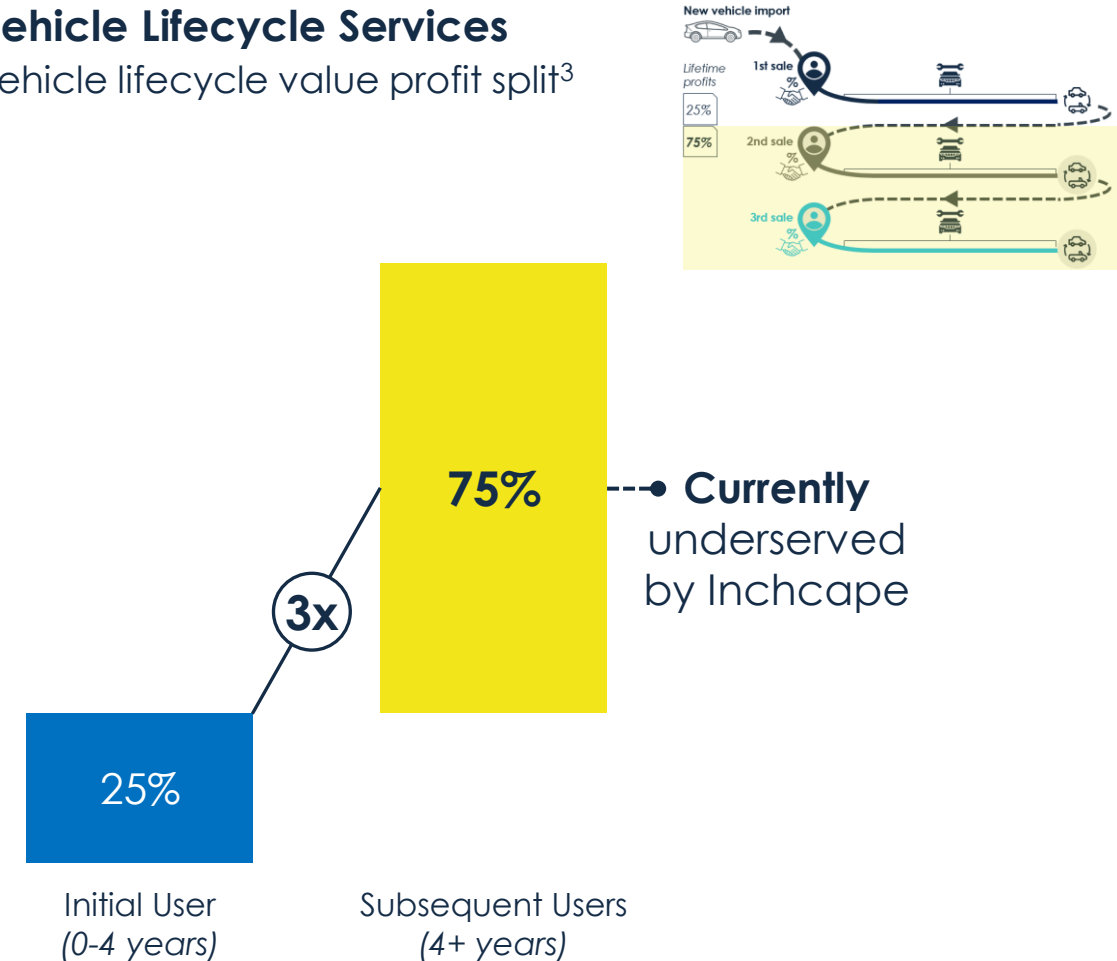 ehicle Lifecycle Services
ehicle lifecycle value profit split3
New vehicle import
Lifetime
profits
25%
75%
1st sale
%
2nd sale
%
3rd sale
%
75%
Currently
underserved
by Inchcape
3x
25%
Initial User
(0-4 years)
Subsequent Users
(4+ years)